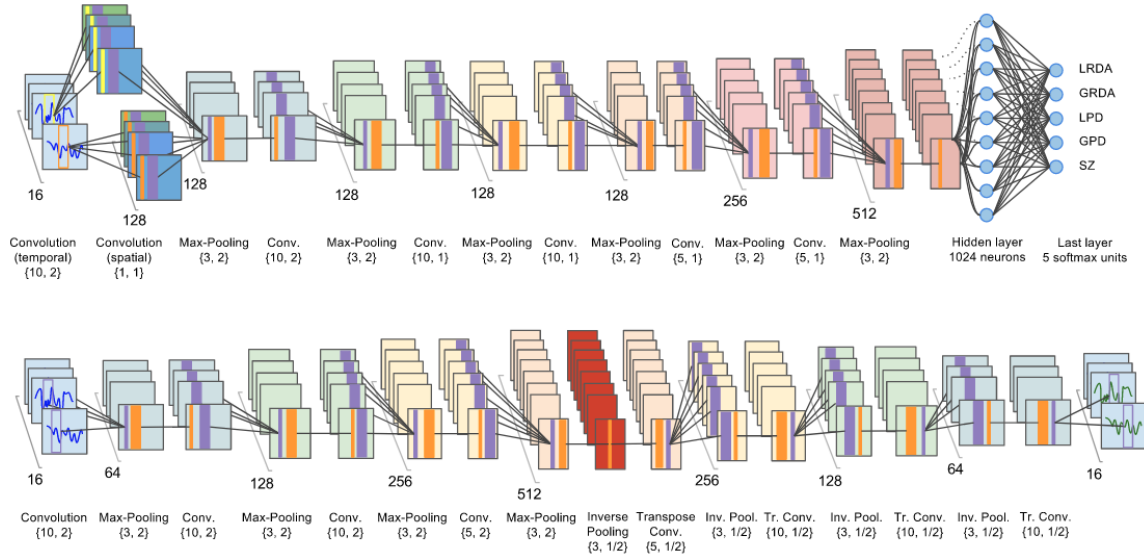 LRDA
GRDA
LPD
GPD
SZ
16
128
128
128
128
128
256
512
Convolution
(temporal)
{10, 2}
Convolution
(spatial)
{1, 1}
Max-Pooling
{3, 2}
Conv.
{10, 2}
Max-Pooling
{3, 2}
Conv.
{10, 1}
Max-Pooling
{3, 2}
Conv.
{10, 1}
Max-Pooling
{3, 2}
Conv.
{5, 1}
Max-Pooling
{3, 2}
Conv.
{5, 1}
Max-Pooling
{3, 2}
Hidden layer
1024 neurons
Last layer
5 softmax units
16
64
128
256
512
256
128
64
16
Convolution
{10, 2}
Max-Pooling
{3, 2}
Conv.
{10, 2}
Max-Pooling
{3, 2}
Conv.
{10, 2}
Max-Pooling
{3, 2}
Conv.
{5, 2}
Max-Pooling
{3, 2}
Inverse
Pooling
{3, 1/2}
Transpose
Conv.
{5, 1/2}
Inv. Pool.
{3, 1/2}
Tr. Conv.
{10, 1/2}
Inv. Pool.
{3, 1/2}
Tr. Conv.
{10, 1/2}
Inv. Pool.
{3, 1/2}
Tr. Conv.
{10, 1/2}